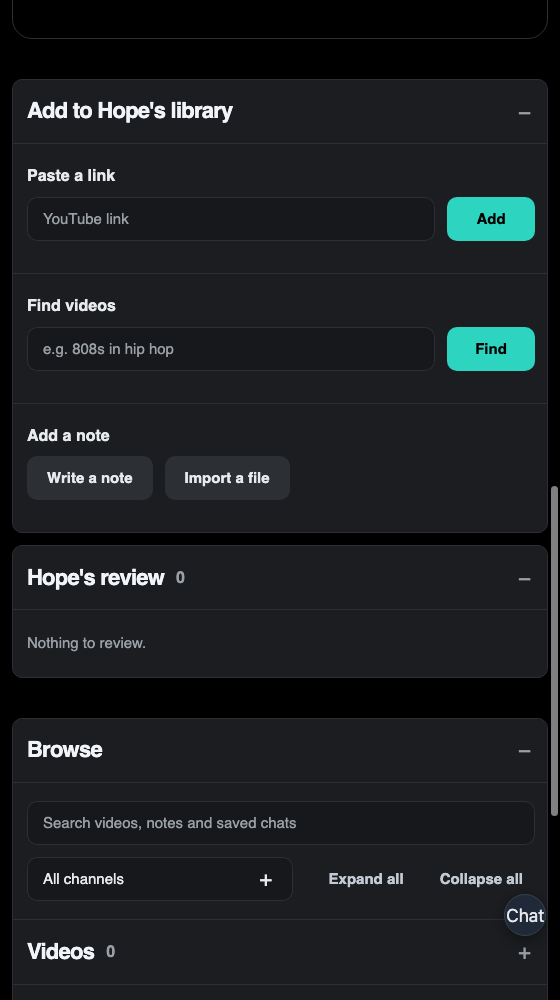 Add to Hope's library
Paste a link
YouTube link
Add
Find videos
e.g. 808s in hip hop
Find
Add a note
Write a note
Import a file
Hope's review 0
Nothing to review.
Browse
Search videos, notes and saved chats
All channels +
Expand all
Collapse all
Chat
Videos 0 +